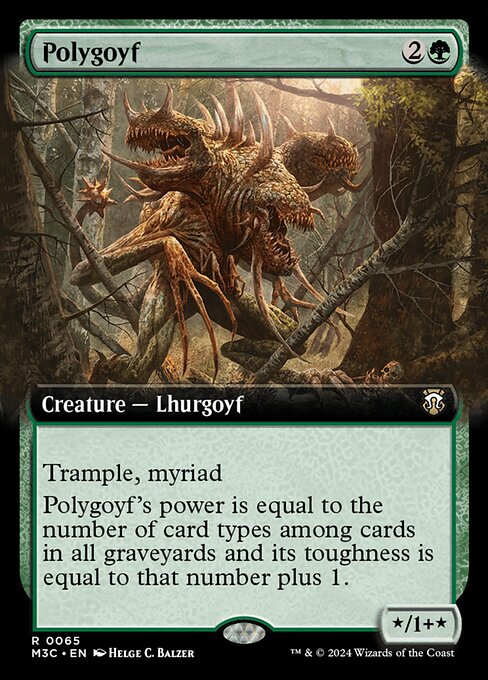 Polygoyf 2
Creature — Lhurgoyf
Trample, myriad
Polygoyf's power is equal to the
number of card types among cards
in all graveyards and its toughness is
equal to that number plus 1.
★/1+★
R 0065
M3C • EN Helge C. Balzer
™ & © 2024 Wizards of the Coast